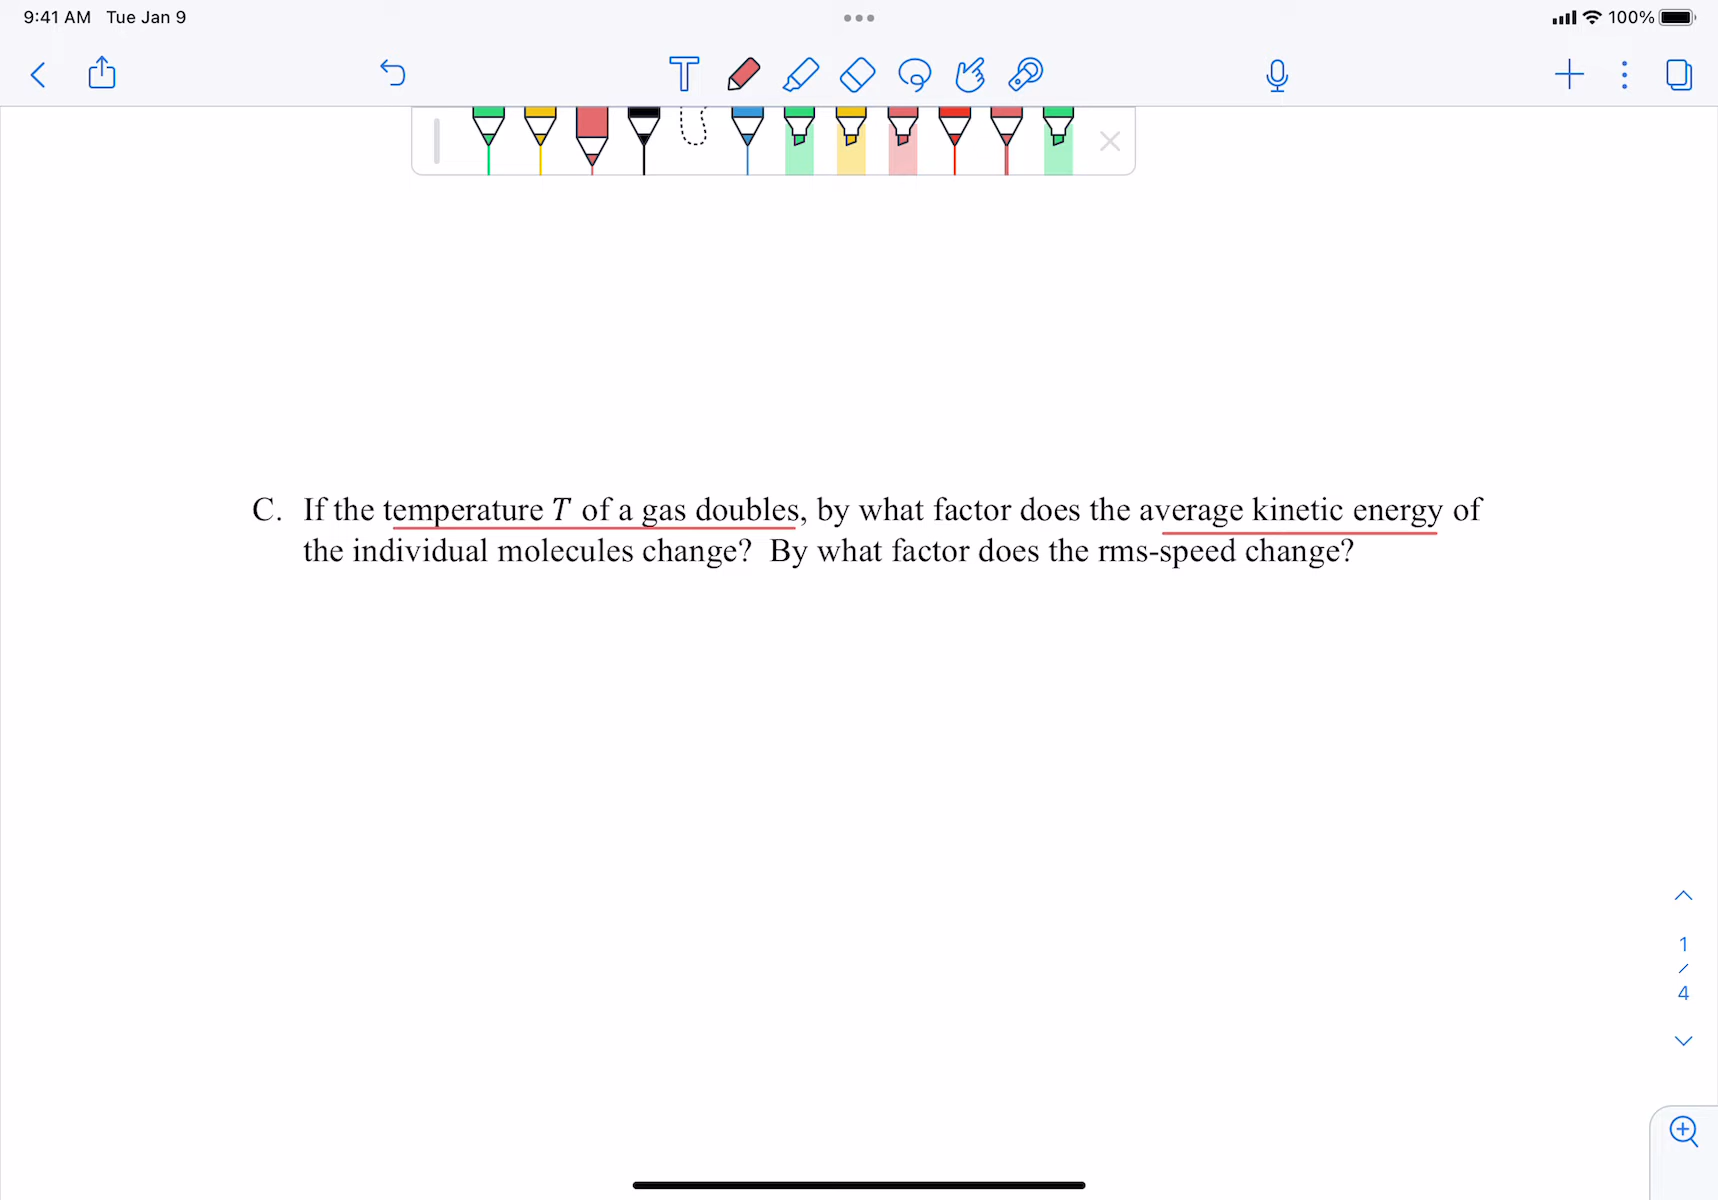 9:41 AM Tue Jan 9
100%
C. If the temperature T of a gas doubles, by what factor does the average kinetic energy of
the individual molecules change? By what factor does the rms-speed change?
1
/
4